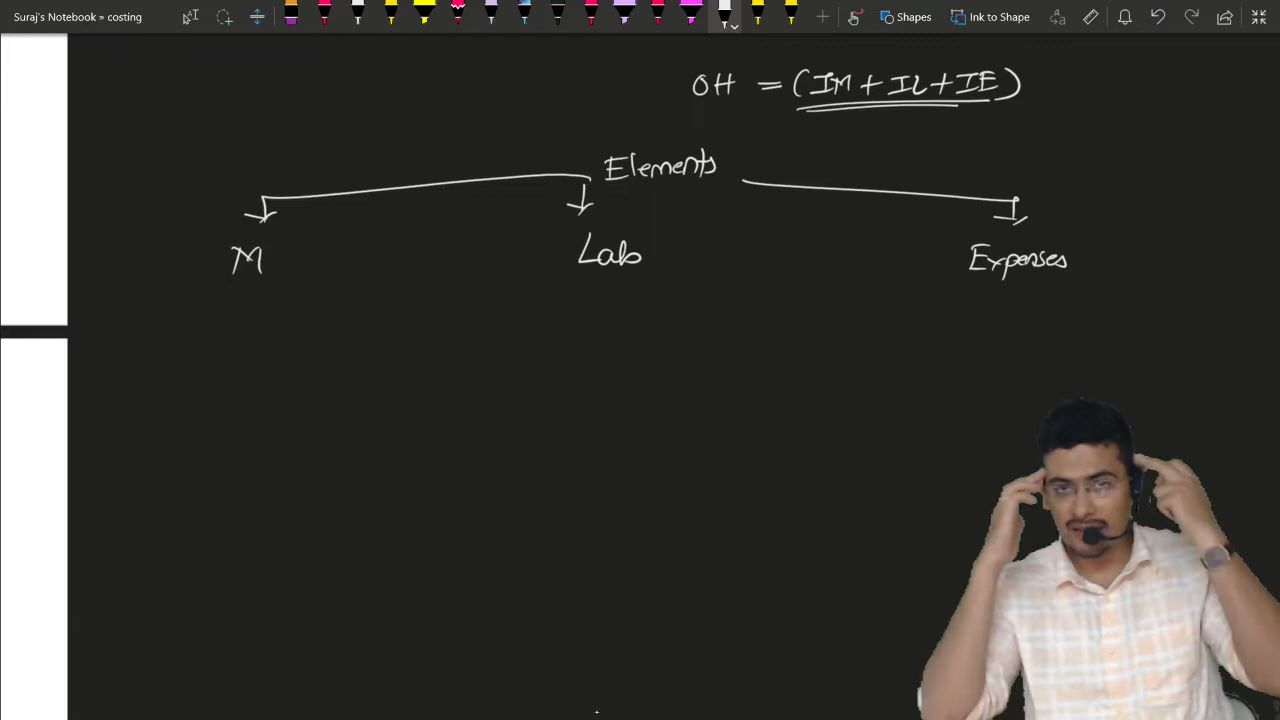 Suraj's Notebook » costing
Shapes
Ink to Shape
OH = (IM + IL + IE)
Elements
M
Lab
Expenses